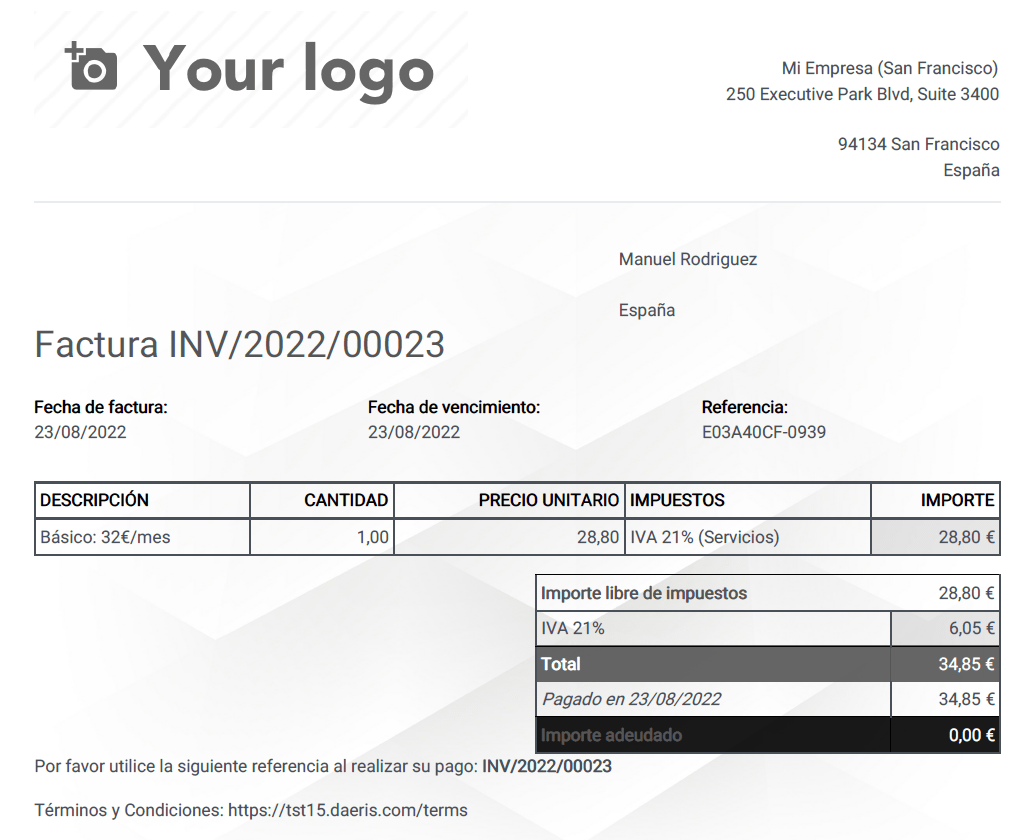 Your logo
Mi Empresa (San Francisco)
250 Executive Park Blvd, Suite 3400
94134 San Francisco
España
Manuel Rodriguez
España
Factura INV/2022/00023
Fecha de factura: Fecha de vencimiento: Referencia:
23/08/2022 23/08/2022 E03A40CF-0939
DESCRIPCIÓN CANTIDAD PRECIO UNITARIO IMPUESTOS IMPORTE
Básico: 32€/mes 1,00 28,80 IVA 21% (Servicios) 28,80 €
Importe libre de impuestos 28,80 €
IVA 21% 6,05 €
Total 34,85 €
Pagado en 23/08/2022 34,85 €
Importe adeudado 0,00 €
Por favor utilice la siguiente referencia al realizar su pago: INV/2022/00023
Términos y Condiciones: https://tst15.daeris.com/terms